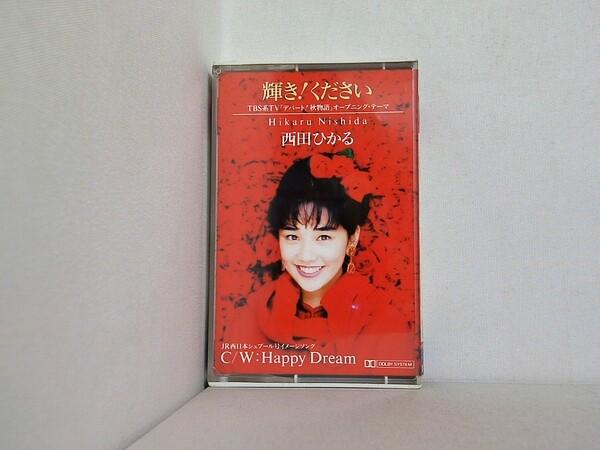 輝き!ください
TBS系TV「デパート!秋物語」オープニング・テーマ
Hikaru Nishida
西田ひかる
JR西日本シュプール号イメージソング
C/W:Happy Dream
DOLBY SYSTEM